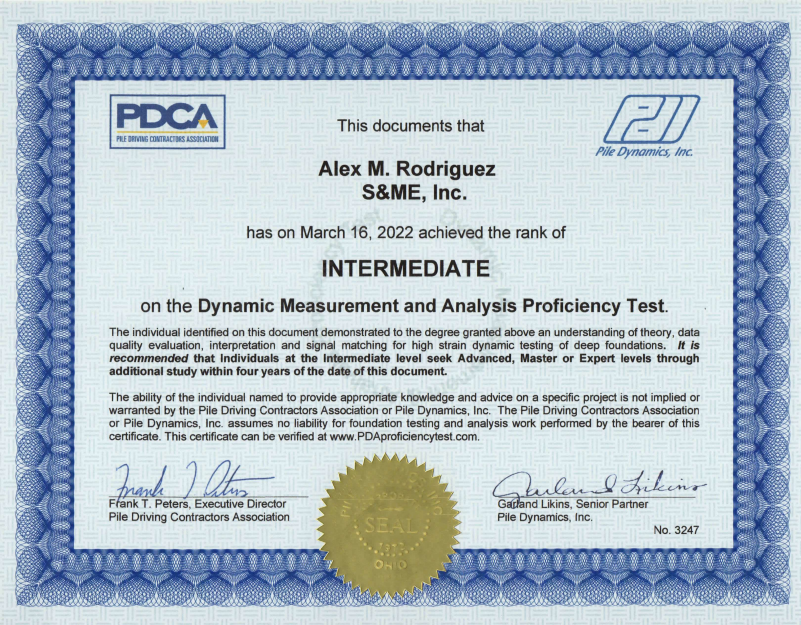 PDCA
PILE DRIVING CONTRACTORS ASSOCIATION
Pile Dynamics, Inc.
This documents that
Alex M. Rodriguez
S&ME, Inc.
has on March 16, 2022 achieved the rank of
INTERMEDIATE
on the Dynamic Measurement and Analysis Proficiency Test.
The individual identified on this document demonstrated to the degree granted above an understanding of theory, data
quality evaluation, interpretation and signal matching for high strain dynamic testing of deep foundations. It is
recommended that Individuals at the Intermediate level seek Advanced, Master or Expert levels through
additional study within four years of the date of this document.
The ability of the individual named to provide appropriate knowledge and advice on a specific project is not implied or
warranted by the Pile Driving Contractors Association or Pile Dynamics, Inc. The Pile Driving Contractors Association
or Pile Dynamics, Inc. assumes no liability for foundation testing and analysis work performed by the bearer of this
certificate. This certificate can be verified at www.PDAproficiencytest.com.
Frank T. Peters, Executive Director
Pile Driving Contractors Association
SEAL
OHIO
Garland Likins
Garland Likins, Senior Partner
Pile Dynamics, Inc.
No. 3247